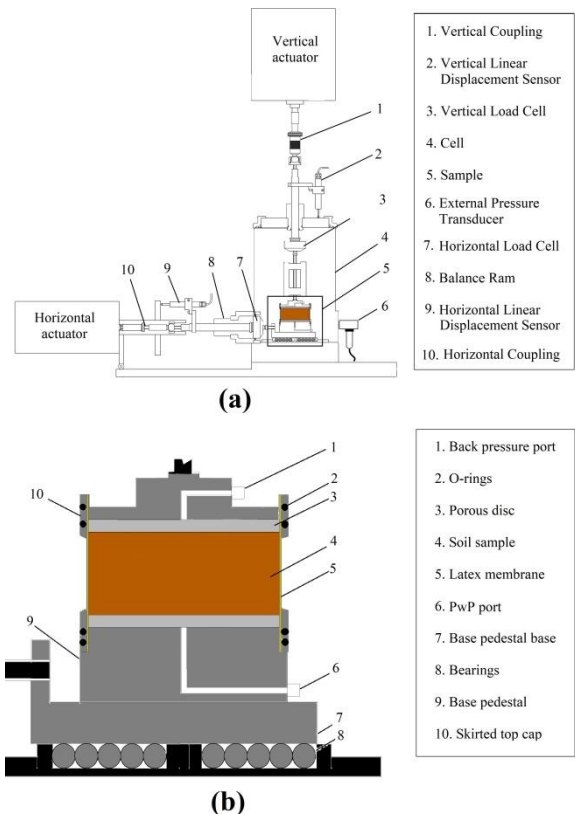 Vertical
actuator
1
2
3
4
5
6
7
8
9
10
Horizontal
actuator
(a)
1. Vertical Coupling
2. Vertical Linear
Displacement Sensor
3. Vertical Load Cell
4. Cell
5. Sample
6. External Pressure
Transducer
7. Horizontal Load Cell
8. Balance Ram
9. Horizontal Linear
Displacement Sensor
10. Horizontal Coupling
1
2
3
4
5
6
7
8
9
10
(b)
1. Back pressure port
2. O-rings
3. Porous disc
4. Soil sample
5. Latex membrane
6. PwP port
7. Base pedestal base
8. Bearings
9. Base pedestal
10. Skirted top cap